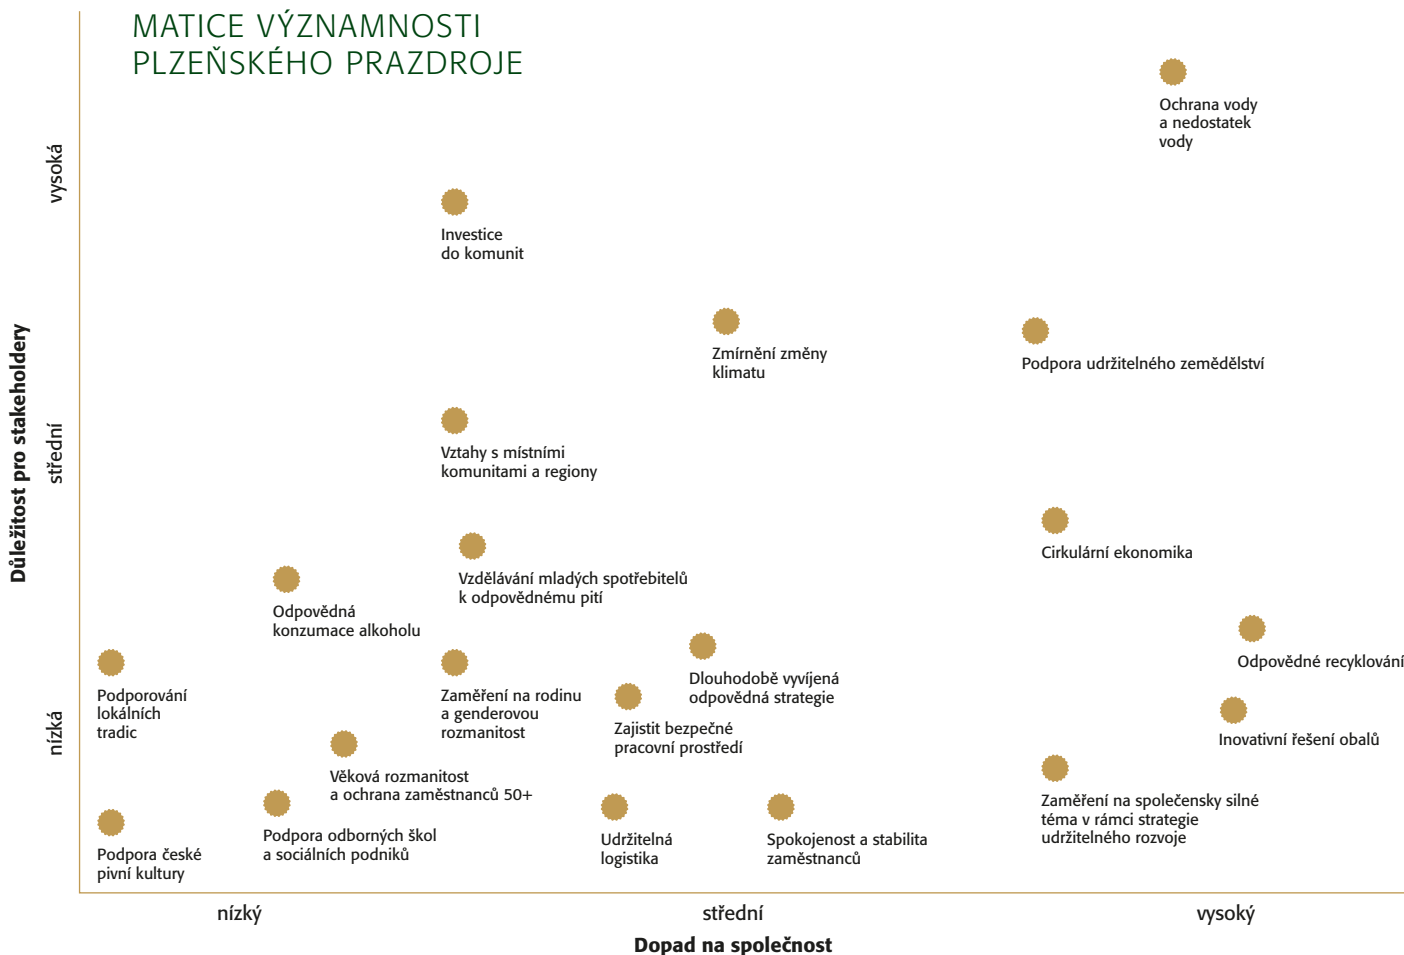 MATICE VÝZNAMNOSTI
PLZEŇSKÉHO PRAZDROJE
Důležitost pro stakeholdery
vysoká
střední
nízká
Ochrana vody
a nedostatek
vody
Investice
do komunit
Zmírnění změny
klimatu
Podpora udržitelného zemědělství
Vztahy s místními
komunitami a regiony
Cirkulární ekonomika
Vzdělávání mladých spotřebitelů
k odpovědnému pití
Odpovědná
konzumace alkoholu
Odpovědné recyklování
Dlouhodobě vyvíjená
odpovědná strategie
Podporování
lokálních
tradic
Zaměření na rodinu
a genderovou
rozmanitost
Zajistit bezpečné
pracovní prostředí
Inovativní řešení obalů
Věková rozmanitost
a ochrana zaměstnanců 50+
Zaměření na společensky silné
téma v rámci strategie
udržitelného rozvoje
Podpora odborných škol
a sociálních podniků
Udržitelná
logistika
Spokojenost a stabilita
zaměstnanců
Podpora české
pivní kultury
nízký
střední
vysoký
Dopad na společnost